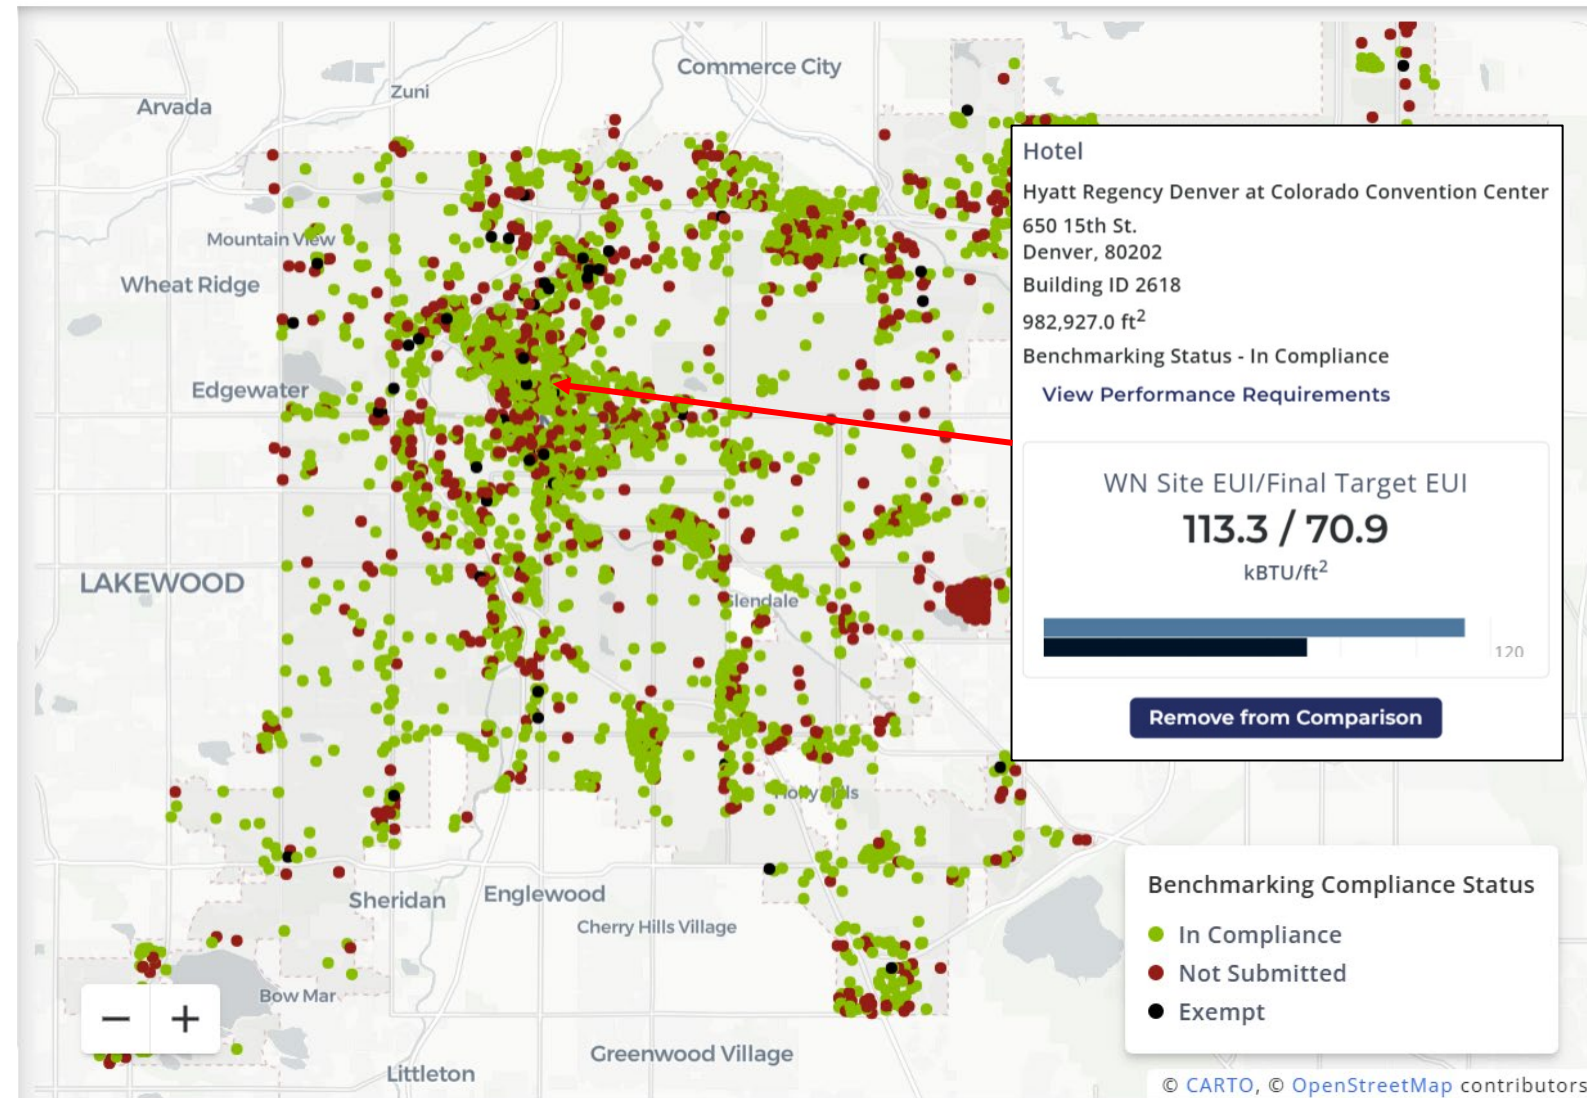 Commerce City
Zuni
Arvada
Mountain View
Wheat Ridge
Edgewater
LAKEWOOD
Glendale
Holly Hills
Sheridan
Englewood
Cherry Hills Village
Bow Mar
Greenwood Village
Littleton
− +
Hotel
Hyatt Regency Denver at Colorado Convention Center
650 15th St.
Denver, 80202
Building ID 2618
982,927.0 ft²
Benchmarking Status - In Compliance
View Performance Requirements
WN Site EUI/Final Target EUI
113.3 / 70.9
kBTU/ft²
120
Remove from Comparison
Benchmarking Compliance Status
In Compliance
Not Submitted
Exempt
© CARTO, © OpenStreetMap contributors